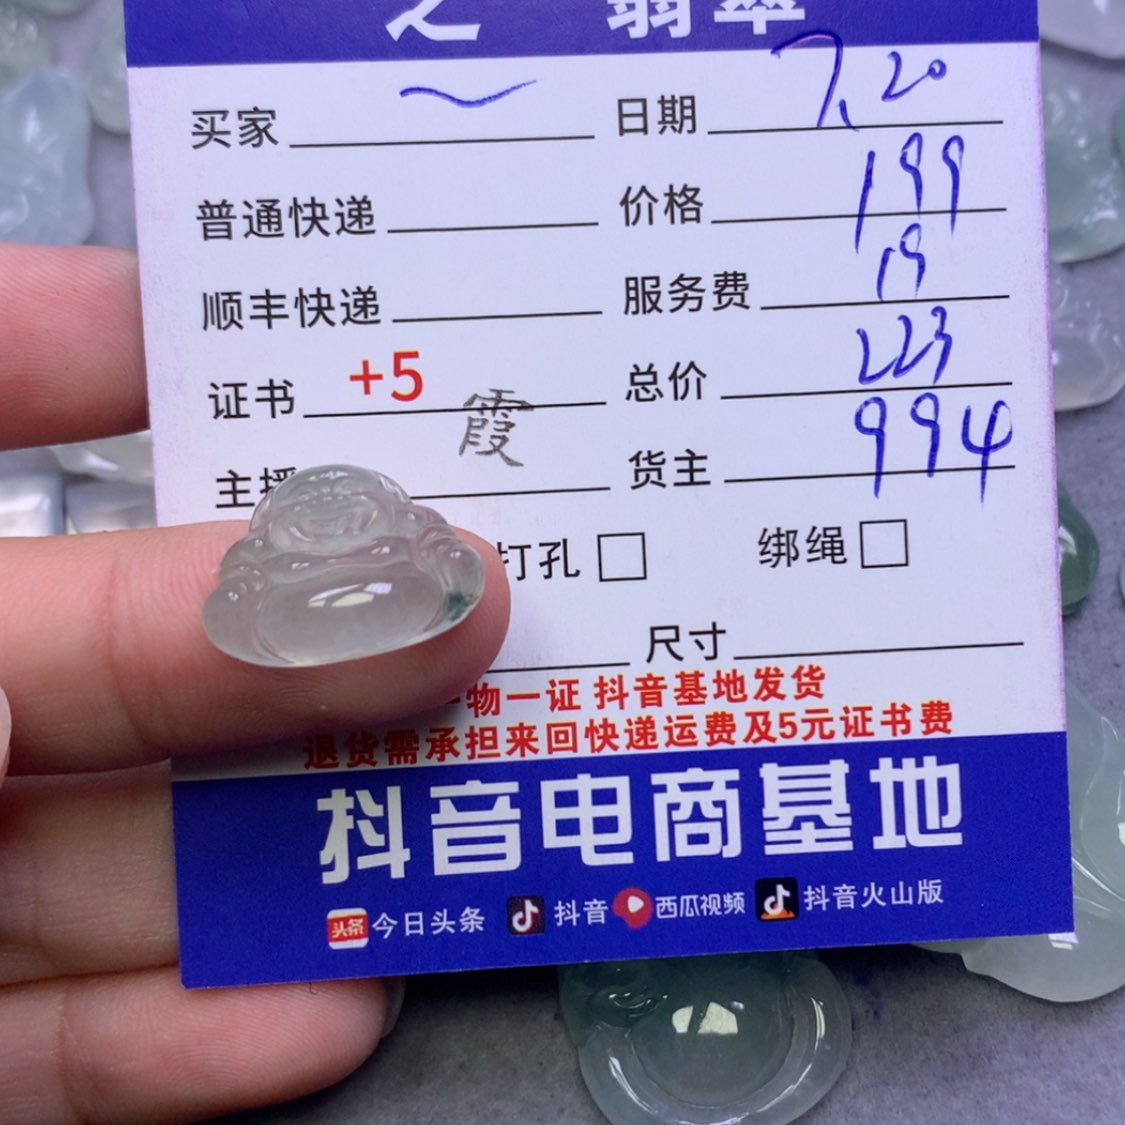 之 翡翠
买家 日期 7.20
普通快递 价格 199
顺丰快递 服务费 19
证书 +5 总价 223
主播 霞 货主 994
打孔 绑绳
尺寸
一物一证 抖音基地发货
退货需承担来回快递运费及5元证书费
抖音电商基地
头条 今日头条 抖音 西瓜视频 抖音火山版